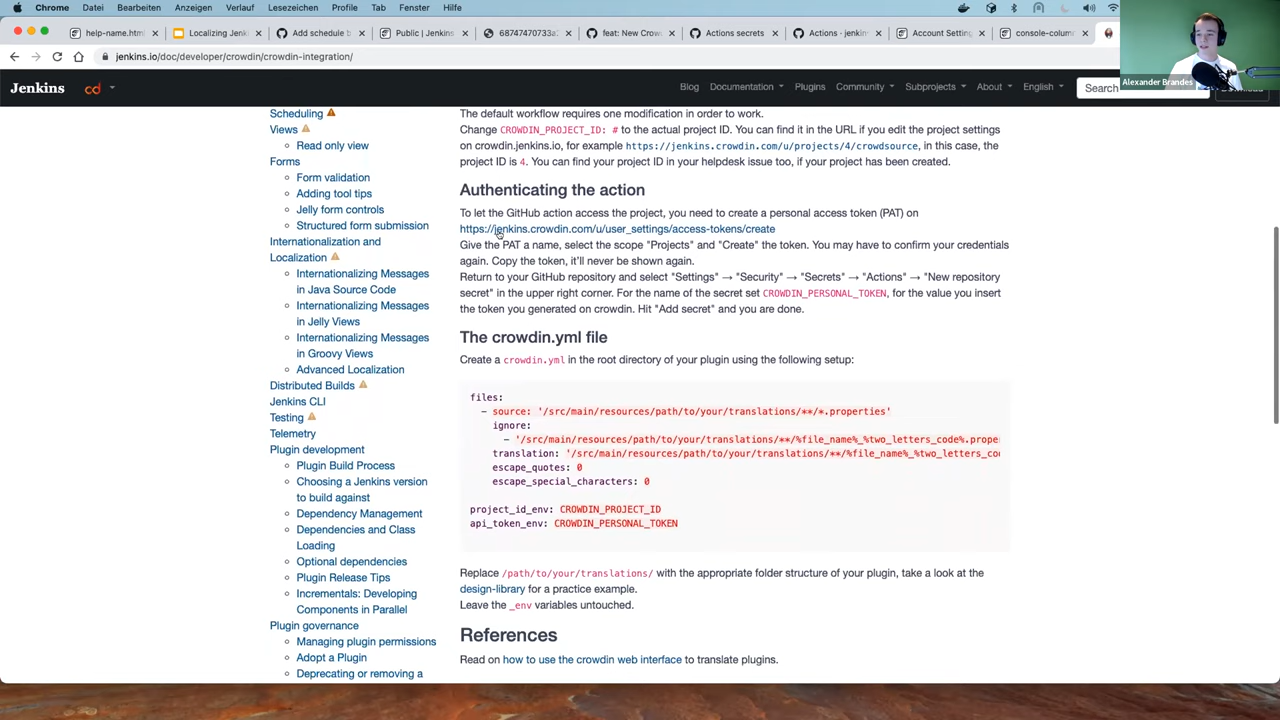 Chrome Datei Bearbeiten Anzeigen Verlauf Lesezeichen Profile Tab Fenster Hilfe
help-name.htm Localizing Jenki Add schedule b Public | Jenkins 68747470733a feat: New Crow Actions secrets Actions · jenki Account Settin console-colum
jenkins.io/doc/developer/crowdin/crowdin-integration/
Alexander Brandes
Jenkins cd Blog Documentation Plugins Community Subprojects About English Search
Scheduling
Views
Read only view
Forms
Form validation
Adding tool tips
Jelly form controls
Structured form submission
Internationalization and
Localization
Internationalizing Messages
in Java Source Code
Internationalizing Messages
in Jelly Views
Internationalizing Messages
in Groovy Views
Advanced Localization
Distributed Builds
Jenkins CLI
Testing
Telemetry
Plugin development
Plugin Build Process
Choosing a Jenkins version
to build against
Dependency Management
Dependencies and Class
Loading
Optional dependencies
Plugin Release Tips
Incrementals: Developing
Components in Parallel
Plugin governance
Managing plugin permissions
Adopt a Plugin
Deprecating or removing a
The default workflow requires one modification in order to work.
Change CROWDIN_PROJECT_ID: # to the actual project ID. You can find it in the URL if you edit the project settings
on crowdin.jenkins.io, for example https://jenkins.crowdin.com/u/projects/4/crowdsource, in this case, the
project ID is 4. You can find your project ID in your helpdesk issue too, if your project has been created.
Authenticating the action
To let the GitHub action access the project, you need to create a personal access token (PAT) on
https://jenkins.crowdin.com/u/user_settings/access-tokens/create
Give the PAT a name, select the scope "Projects" and "Create" the token. You may have to confirm your credentials
again. Copy the token, it'll never be shown again.
Return to your GitHub repository and select "Settings" → "Security" → "Secrets" → "Actions" → "New repository
secret" in the upper right corner. For the name of the secret set CROWDIN_PERSONAL_TOKEN, for the value you insert
the token you generated on crowdin. Hit "Add secret" and you are done.
The crowdin.yml file
Create a crowdin.yml in the root directory of your plugin using the following setup:
files:
- source: '/src/main/resources/path/to/your/translations/**/*.properties'
ignore:
- '/src/main/resources/path/to/your/translations/**/%file_name%_%two_letters_code%.prope
translation: '/src/main/resources/path/to/your/translations/**/%file_name%_%two_letters_co
escape_quotes: 0
escape_special_characters: 0
project_id_env: CROWDIN_PROJECT_ID
api_token_env: CROWDIN_PERSONAL_TOKEN
Replace /path/to/your/translations/ with the appropriate folder structure of your plugin, take a look at the
design-library for a practice example.
Leave the _env variables untouched.
References
Read on how to use the crowdin web interface to translate plugins.